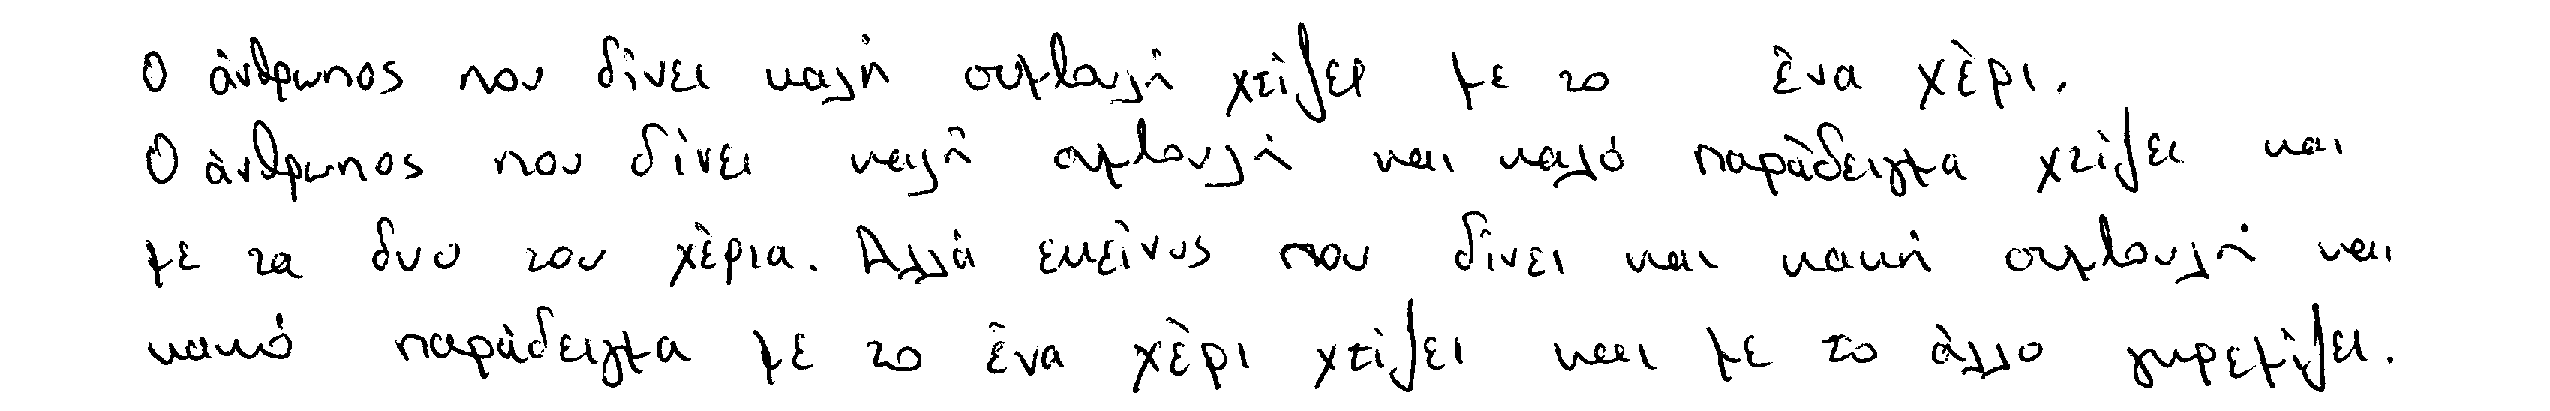 Ο άνθρωπος που δίνει καλή συμβουλή χτίζει με το ένα χέρι.
Ο άνθρωπος που δίνει καλή συμβουλή και καλό παράδειγμα χτίζει και
με τα δυο του χέρια. Αλλά εκείνος που δίνει και κακή συμβουλή και
κακό παράδειγμα με το ένα χέρι χτίζει και με το άλλο γκρεμίζει.